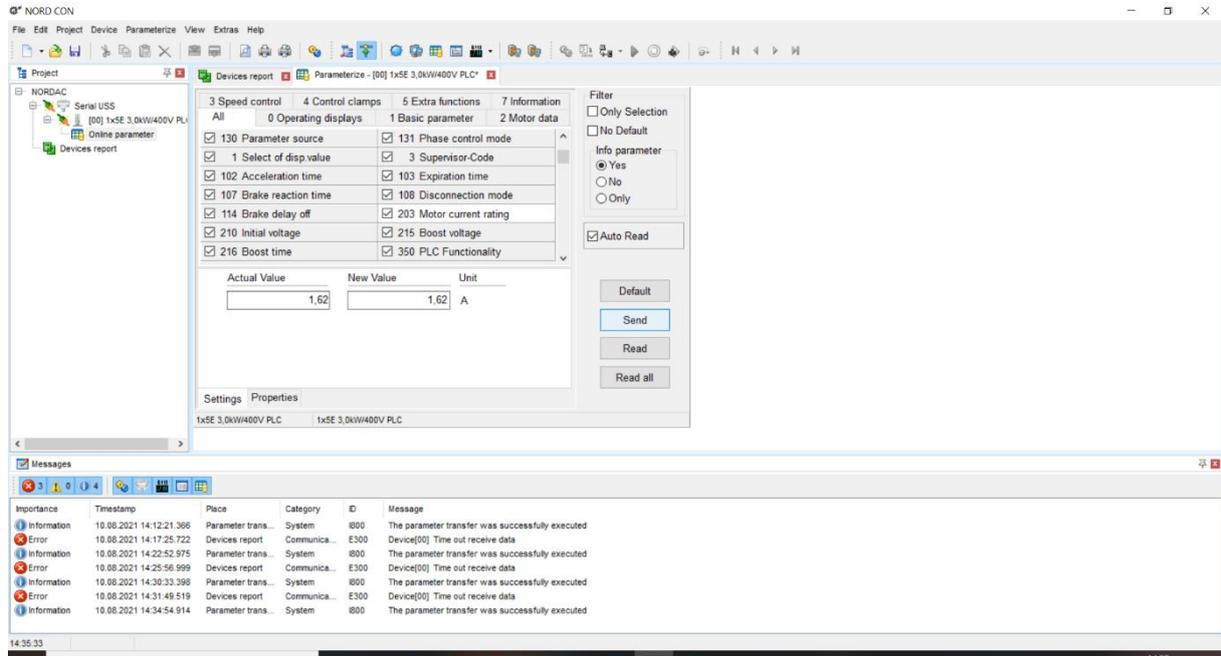 NORD CON
File Edit Project Device Parameterize View Extras Help
Project
NORDAC
Serial USS
[00] 1x5E 3,0kW/400V PL
Online parameter
Devices report
Devices report Parameterize - [00] 1x5E 3,0kW/400V PLC*
3 Speed control 4 Control clamps 5 Extra functions 7 Information
All 0 Operating displays 1 Basic parameter 2 Motor data
130 Parameter source 131 Phase control mode
1 Select of disp.value 3 Supervisor-Code
102 Acceleration time 103 Expiration time
107 Brake reaction time 108 Disconnection mode
114 Brake delay off 203 Motor current rating
210 Initial voltage 215 Boost voltage
216 Boost time 350 PLC Functionality
Actual Value New Value Unit
1,62 1,62 A
Settings Properties
1x5E 3,0kW/400V PLC 1x5E 3,0kW/400V PLC
Filter
Only Selection
No Default
Info parameter
Yes
No
Only
Auto Read
Default
Send
Read
Read all
Messages
3 0 4
Importance Timestamp Place Category ID Message
Information 10.08.2021 14:12:21.366 Parameter trans... System I800 The parameter transfer was successfully executed
Error 10.08.2021 14:17:25.722 Devices report Communica... E300 Device[00] Time out receive data
Information 10.08.2021 14:22:52.975 Parameter trans... System I800 The parameter transfer was successfully executed
Error 10.08.2021 14:25:56.999 Devices report Communica... E300 Device[00] Time out receive data
Information 10.08.2021 14:30:33.398 Parameter trans... System I800 The parameter transfer was successfully executed
Error 10.08.2021 14:31:49.519 Devices report Communica... E300 Device[00] Time out receive data
Information 10.08.2021 14:34:54.914 Parameter trans... System I800 The parameter transfer was successfully executed
14:35:33